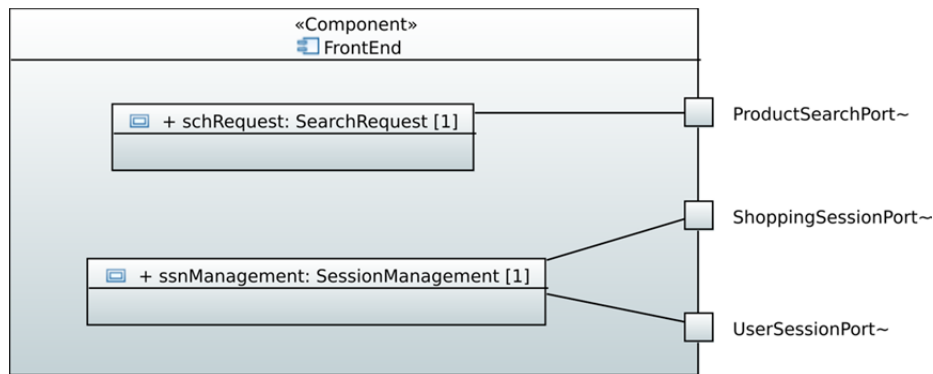 «Component»
FrontEnd
+ schRequest: SearchRequest [1]
ProductSearchPort~
ShoppingSessionPort~
+ ssnManagement: SessionManagement [1]
UserSessionPort~